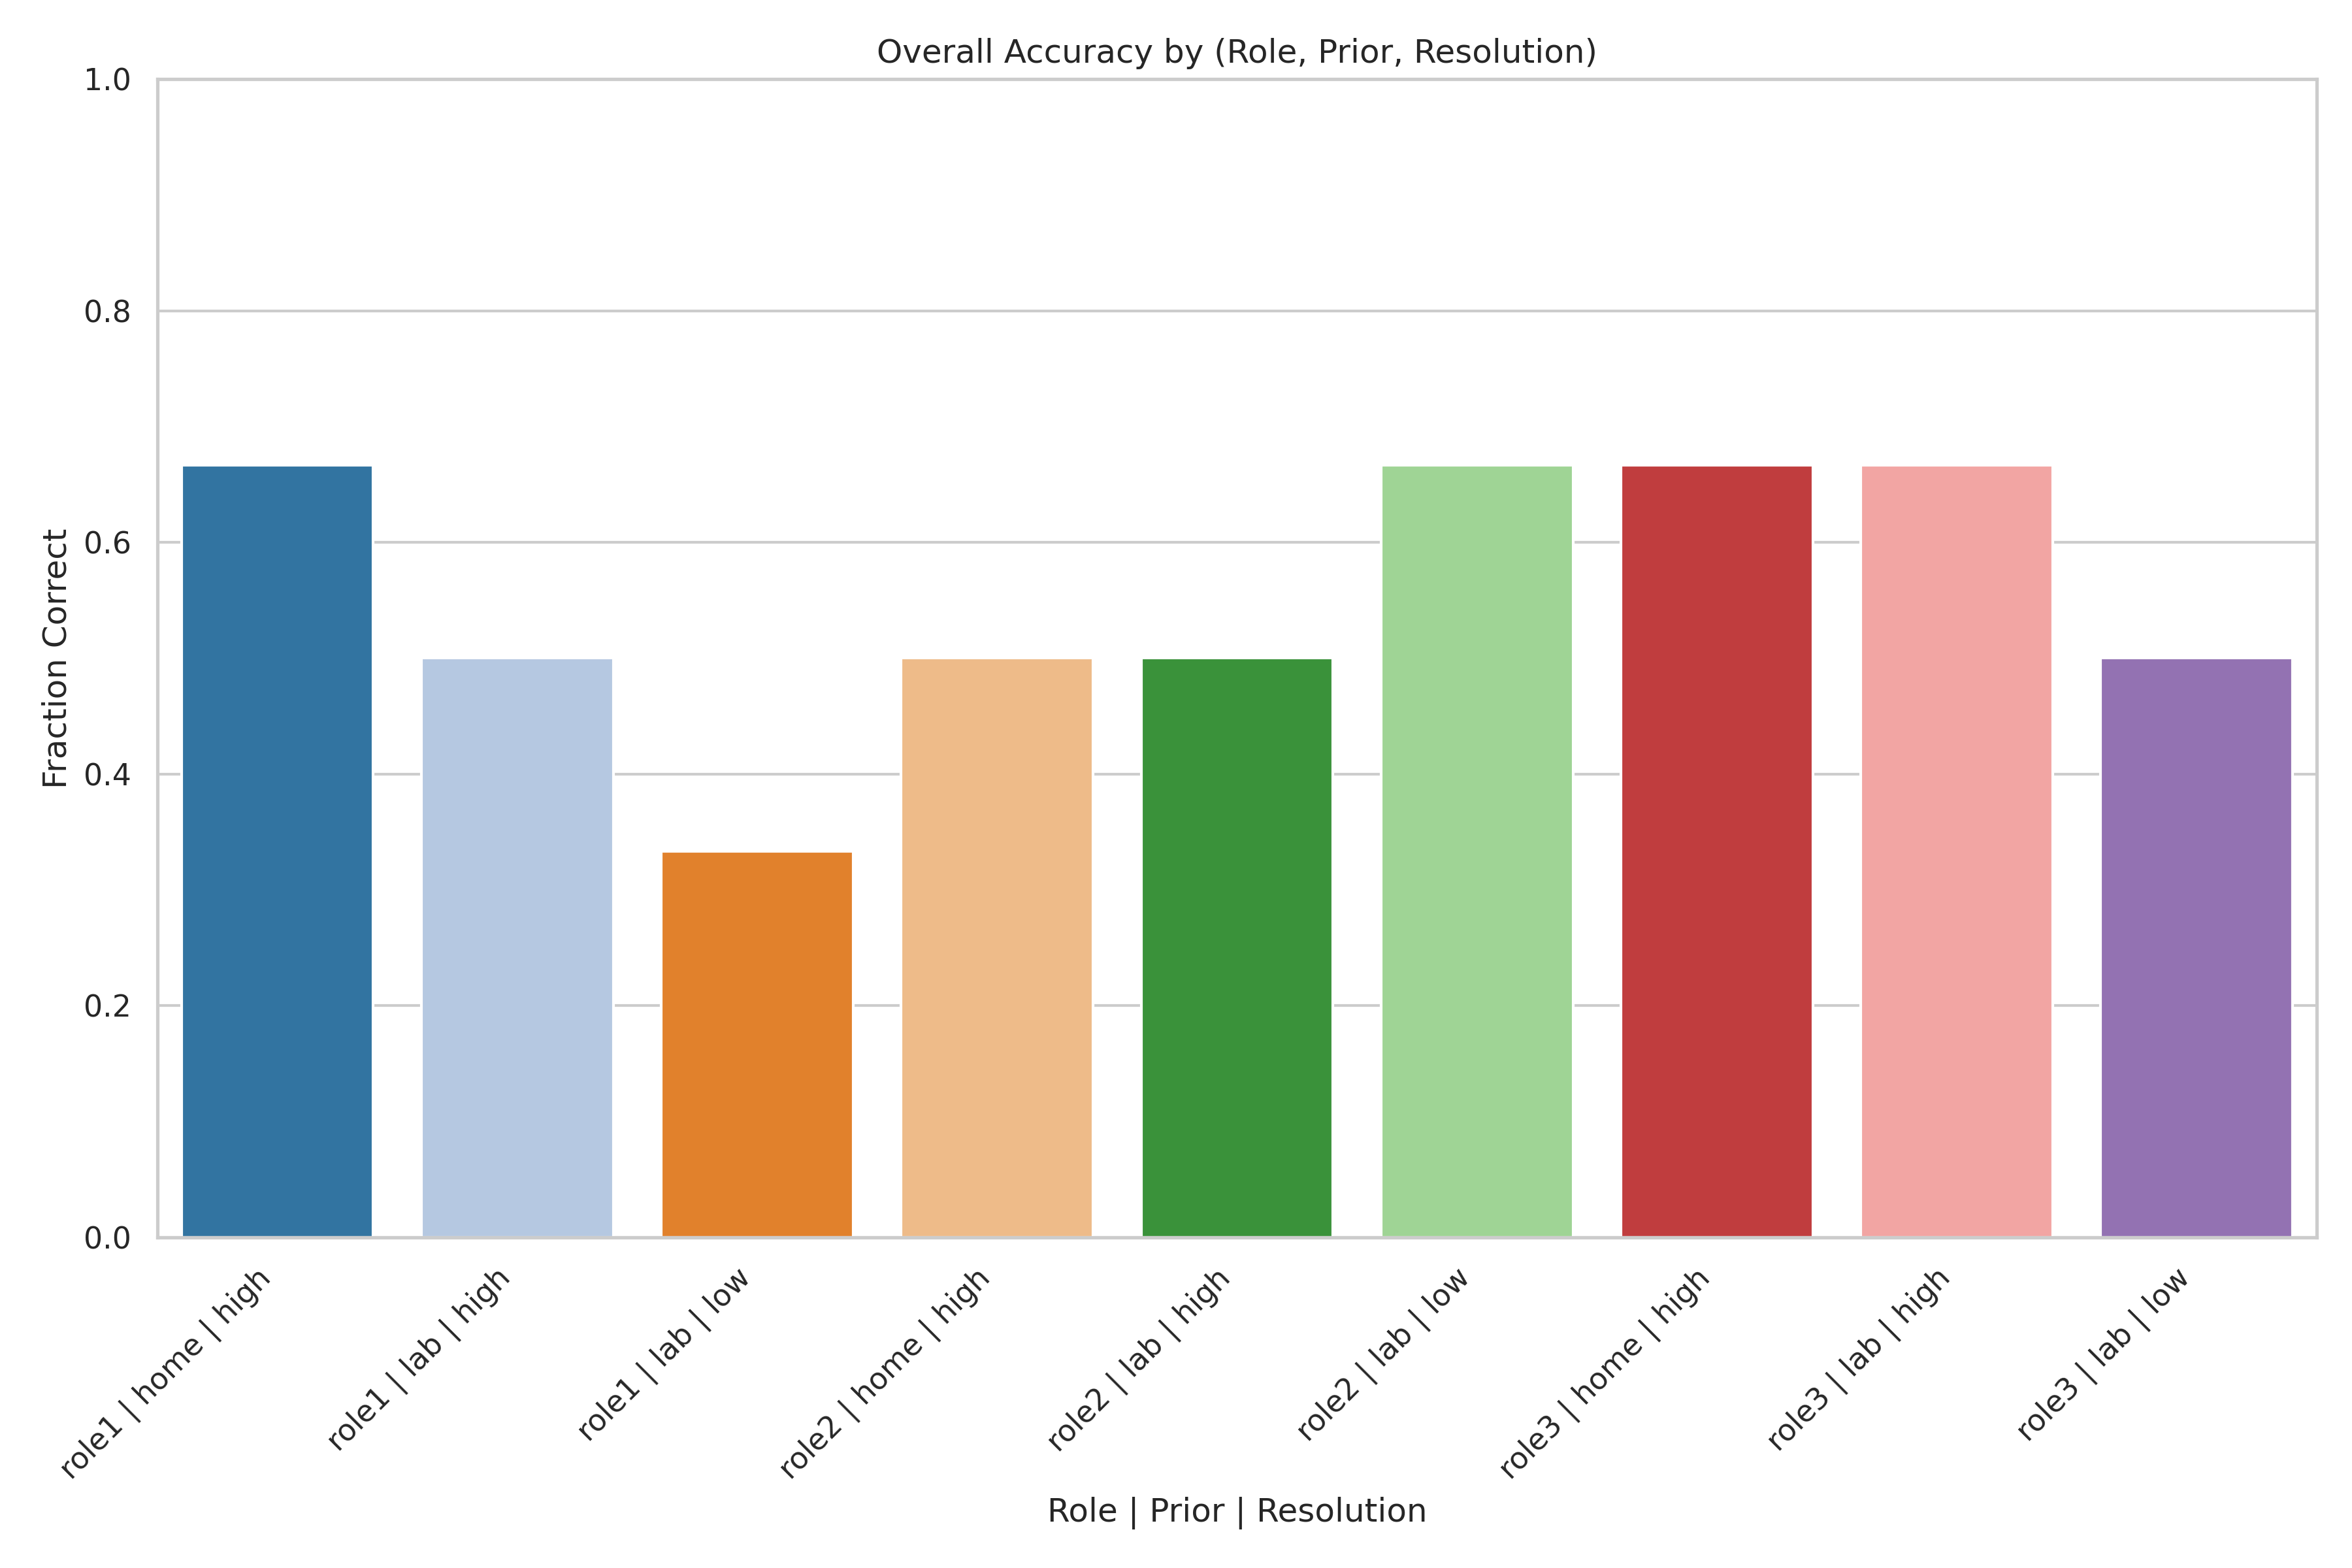 Overall Accuracy by (Role, Prior, Resolution)
Fraction Correct
1.0
0.8
0.6
0.4
0.2
0.0
role1 | home | high
role1 | lab | high
role1 | lab | low
role2 | home | high
role2 | lab | high
role2 | lab | low
role3 | home | high
role3 | lab | high
role3 | lab | low
Role | Prior | Resolution